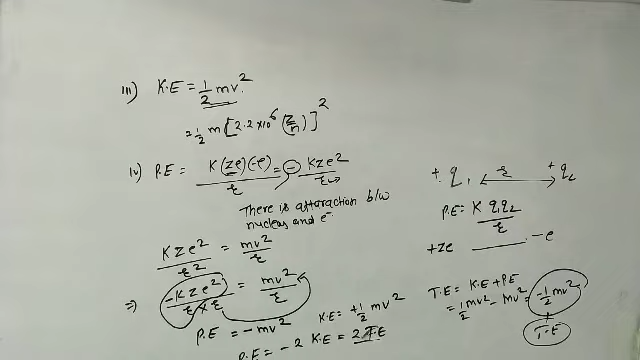 III) K.E = 1/2 mv²
= 1/2 m [2.2×10⁶ (z/n)]²
IV) P.E = K(ze)(-e)/r = - Kze²/r
There is attaraction b/w
nucleus and e⁻
+q₁ ⟵ r ⟶ +q₂
P.E = K q₁q₂/r
+ze ——— -e
Kze²/r² = mv²/r
⇒) -Kze²/r×r = mv²/r
P.E = -mv²
K.E = +1/2 mv²
P.E = -2 K.E = 2T.E
T.E = K.E + PE
= 1/2 mv² - mv² = -1/2 mv²
T.E